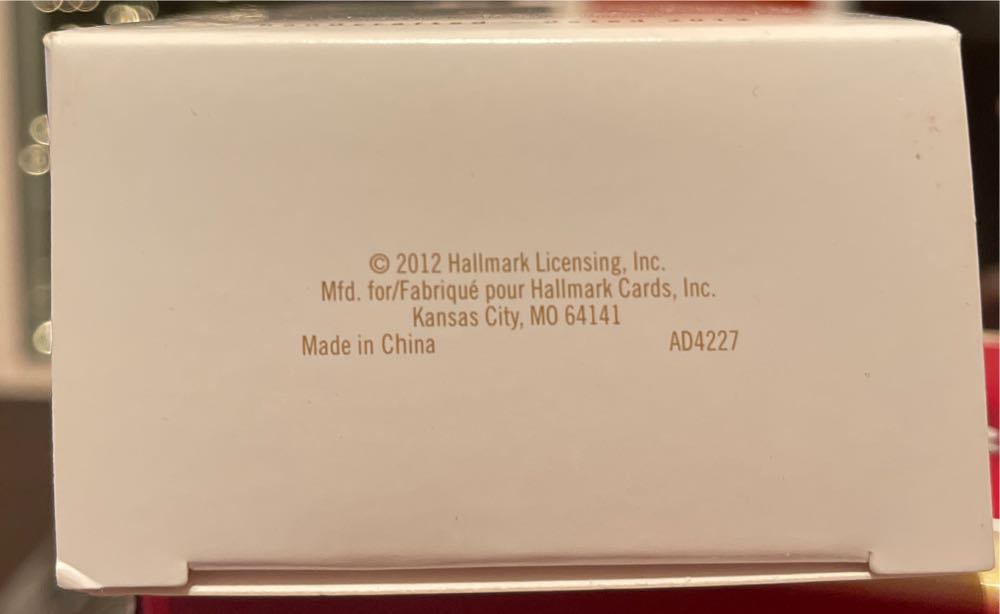 © 2012 Hallmark Licensing, Inc.
Mfd. for/Fabriqué pour Hallmark Cards, Inc.
Kansas City, MO 64141
Made in China AD4227